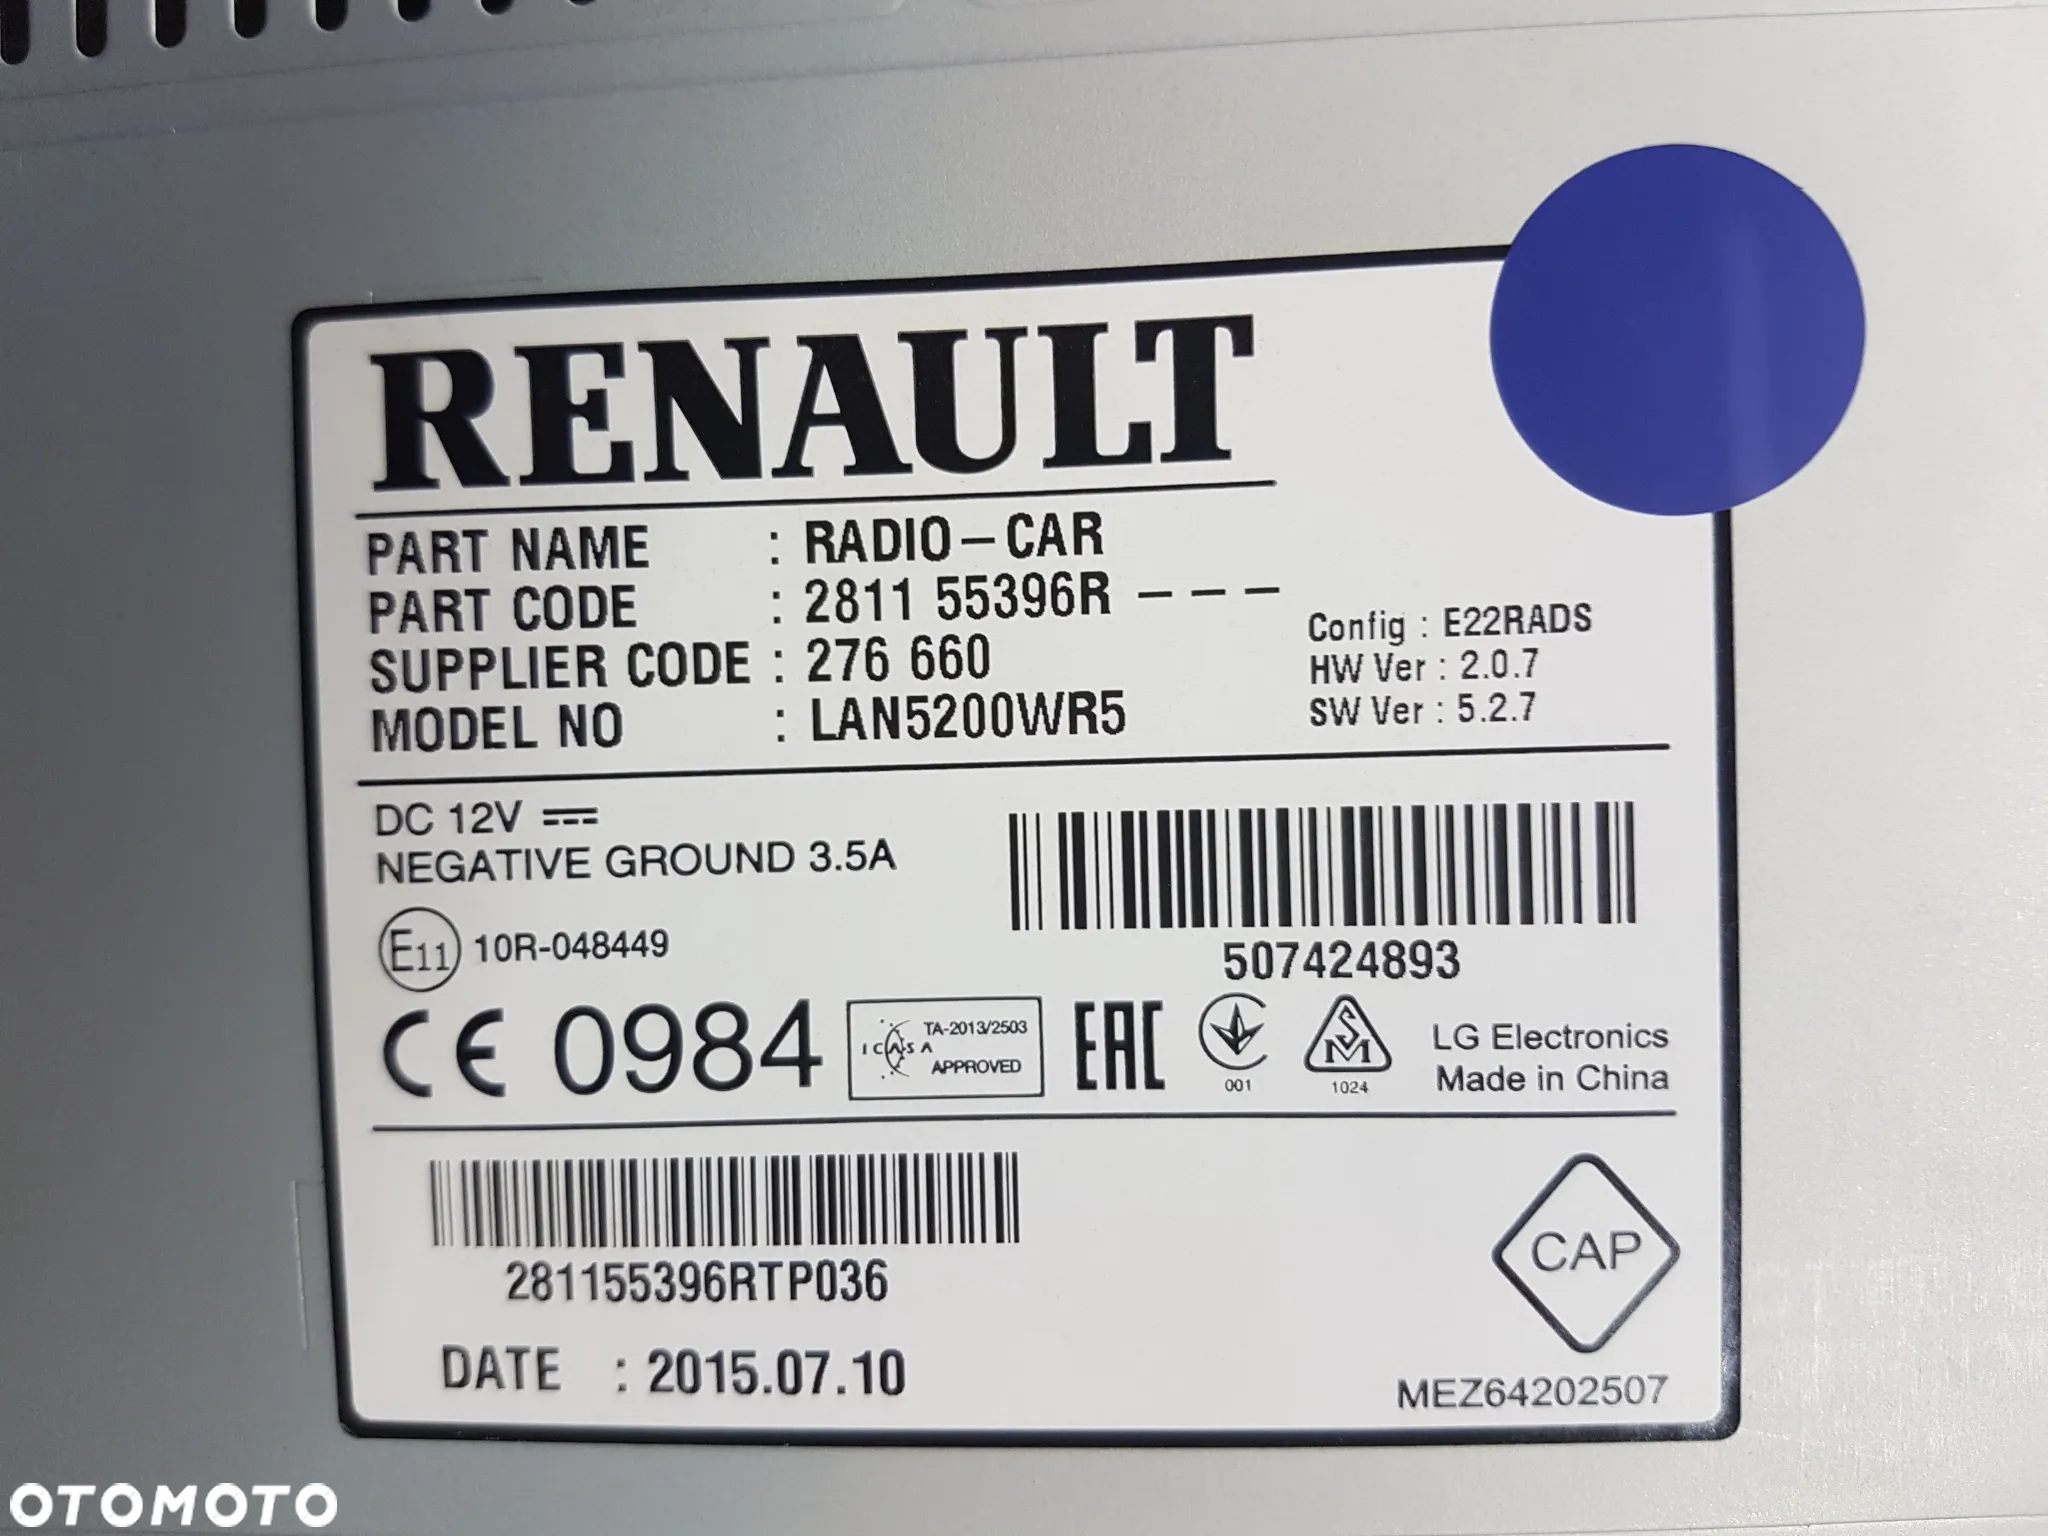 RENAULT
PART NAME : RADIO-CAR
PART CODE : 2811 55396R ---
SUPPLIER CODE : 276 660
MODEL NO : LAN5200WR5
Config : E22RADS
HW Ver : 2.0.7
SW Ver : 5.2.7
DC 12V
NEGATIVE GROUND 3.5A
E11 10R-048449
507424893
CE 0984
ICASA
TA-2013/2503
APPROVED
EAC
001
SM
1024
LG Electronics
Made in China
281155396RTP036
DATE : 2015.07.10
CAP
MEZ64202507
OTOMOTO